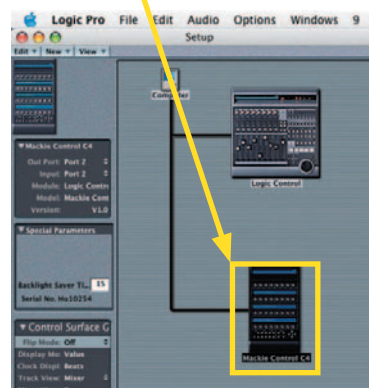 Logic Pro File Edit Audio Options Windows 9
Setup
Edit New View
Computer
Logic Control
Mackie Control C4
Out Port: Port 2
Input: Port 2
Module: Logic Contr
Model: Mackie Cont
Version: V1.0
Special Parameters
Backlight Saver Ti... 15
Serial No. Hu10254
Control Surface G
Flip Mode: Off
Display Mo: Value
Clock Displ: Beats
Track View: Mixer
Mackie Control C4